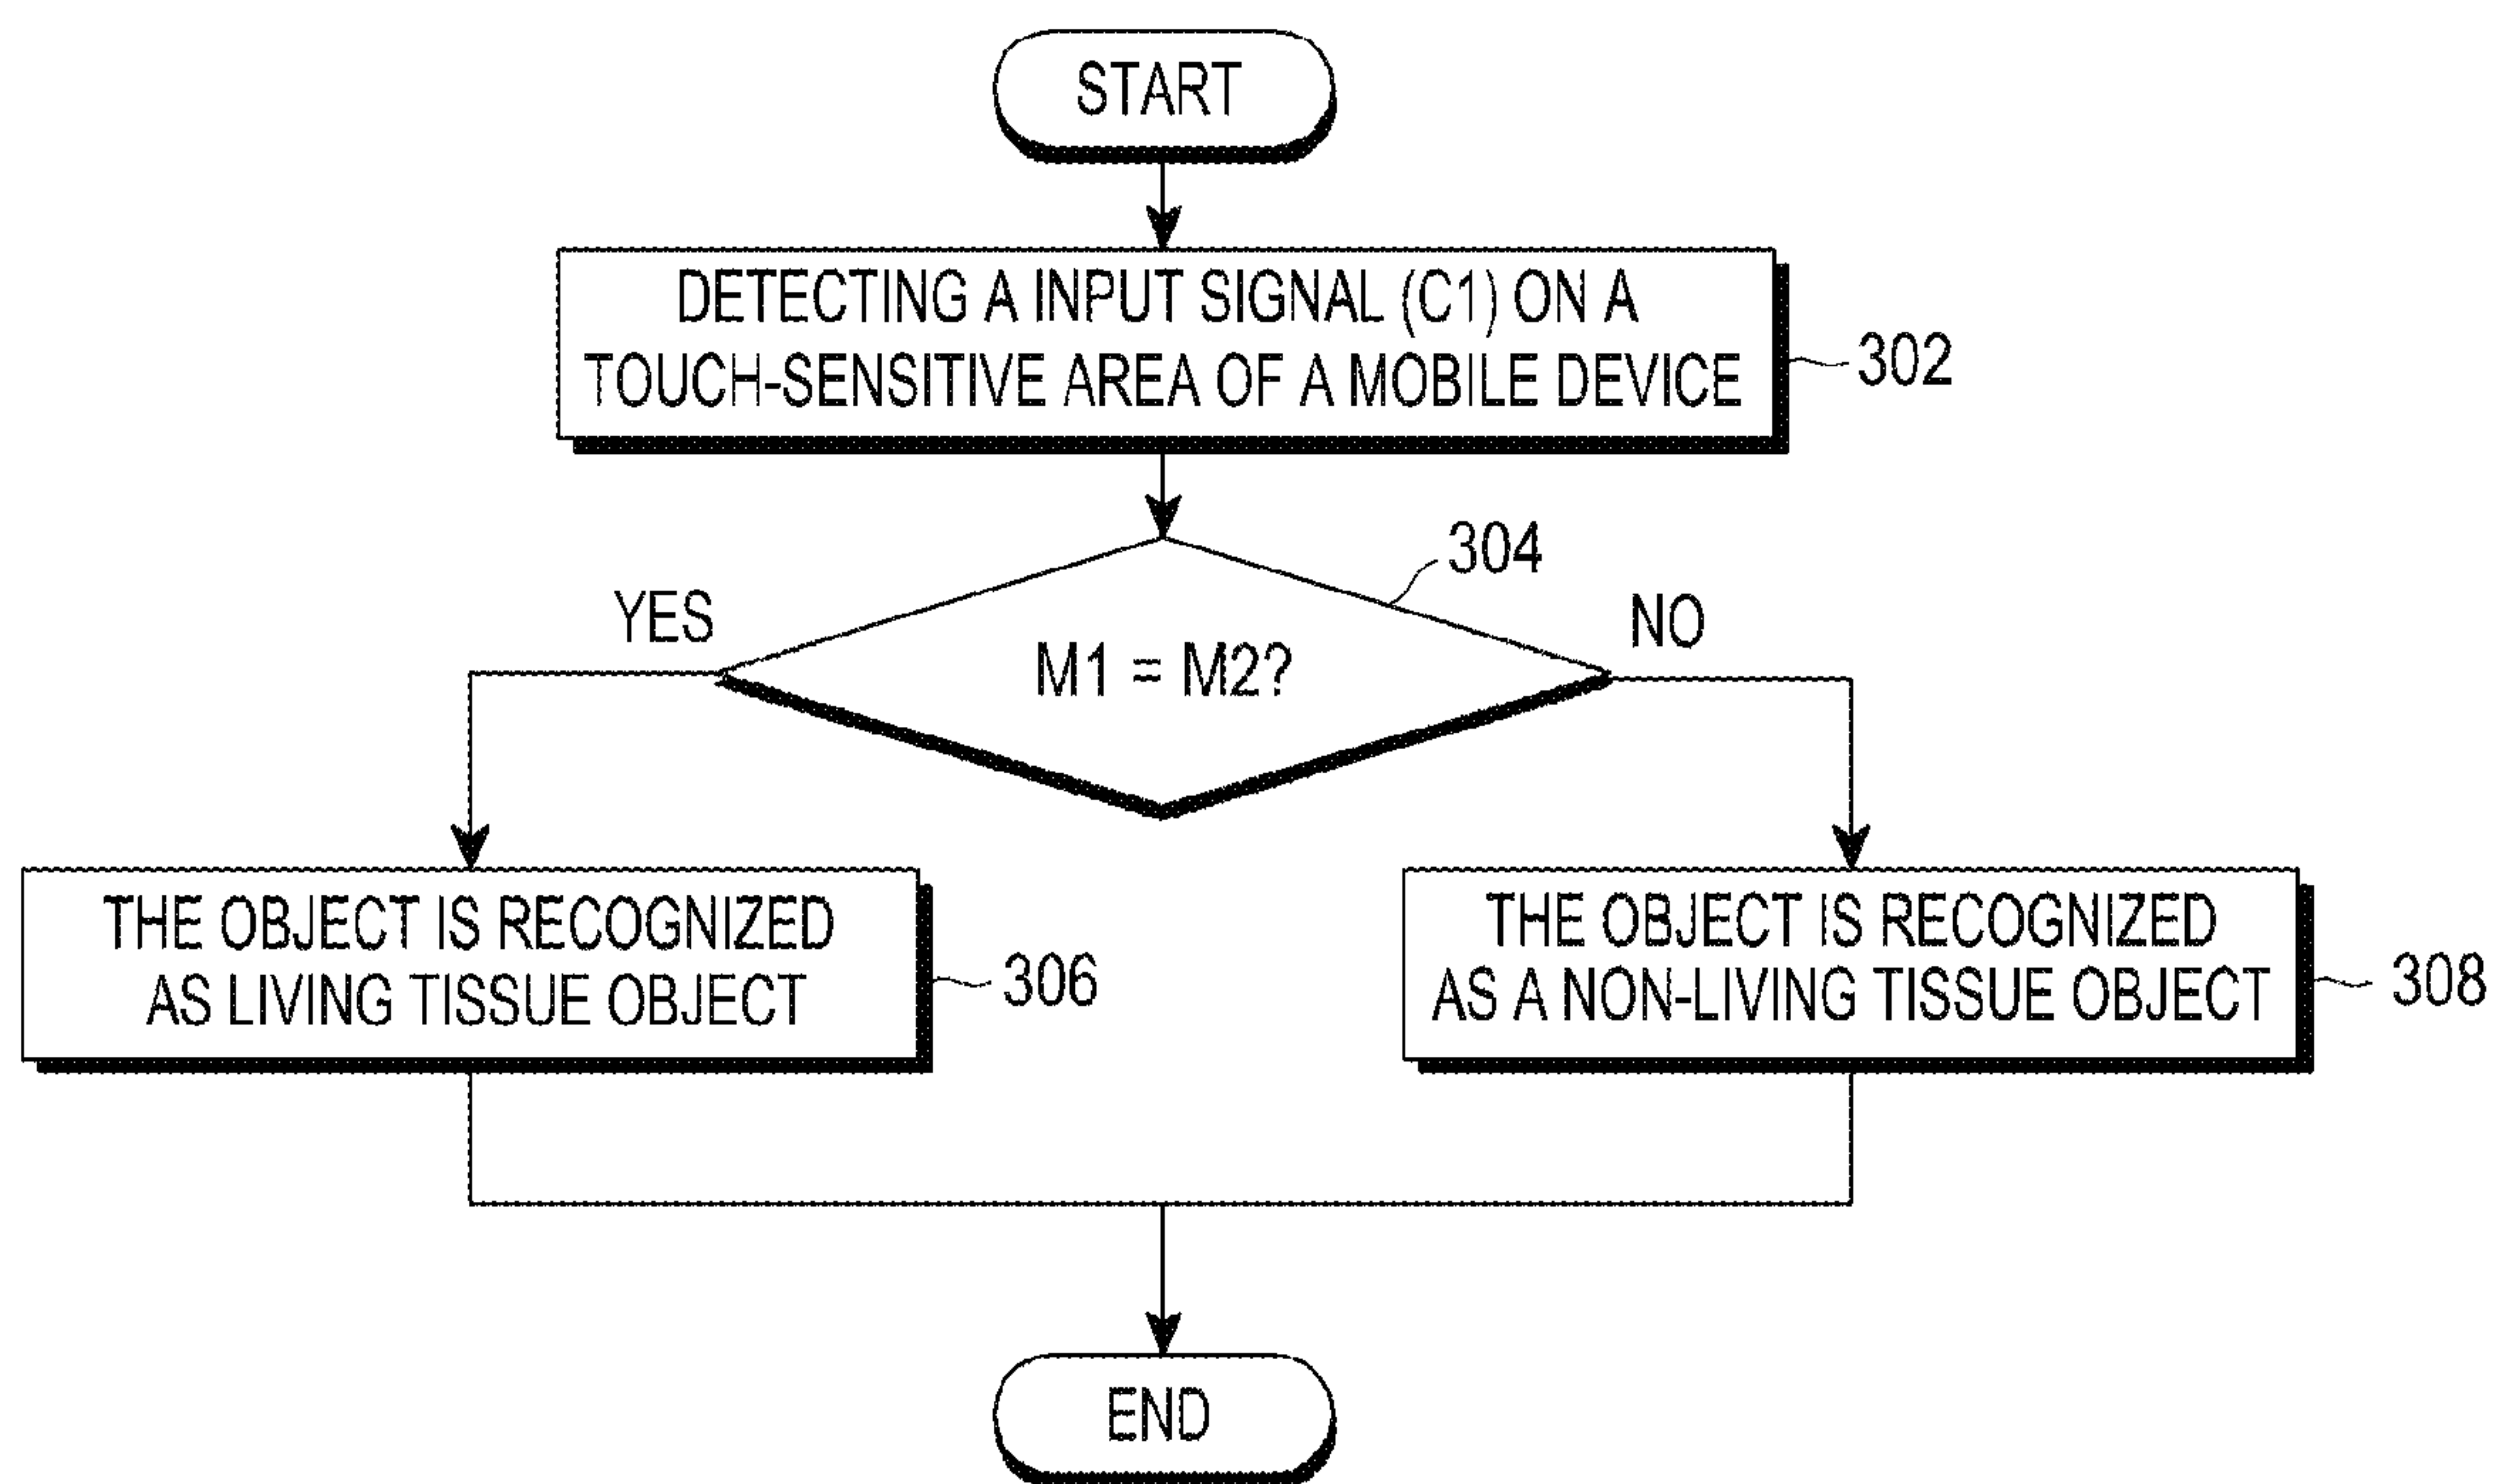 START
DETECTING A INPUT SIGNAL (C1) ON A
TOUCH-SENSITIVE AREA OF A MOBILE DEVICE
302
304
YES
NO
M1 = M2?
THE OBJECT IS RECOGNIZED
AS LIVING TISSUE OBJECT
306
THE OBJECT IS RECOGNIZED
AS A NON-LIVING TISSUE OBJECT
308
END